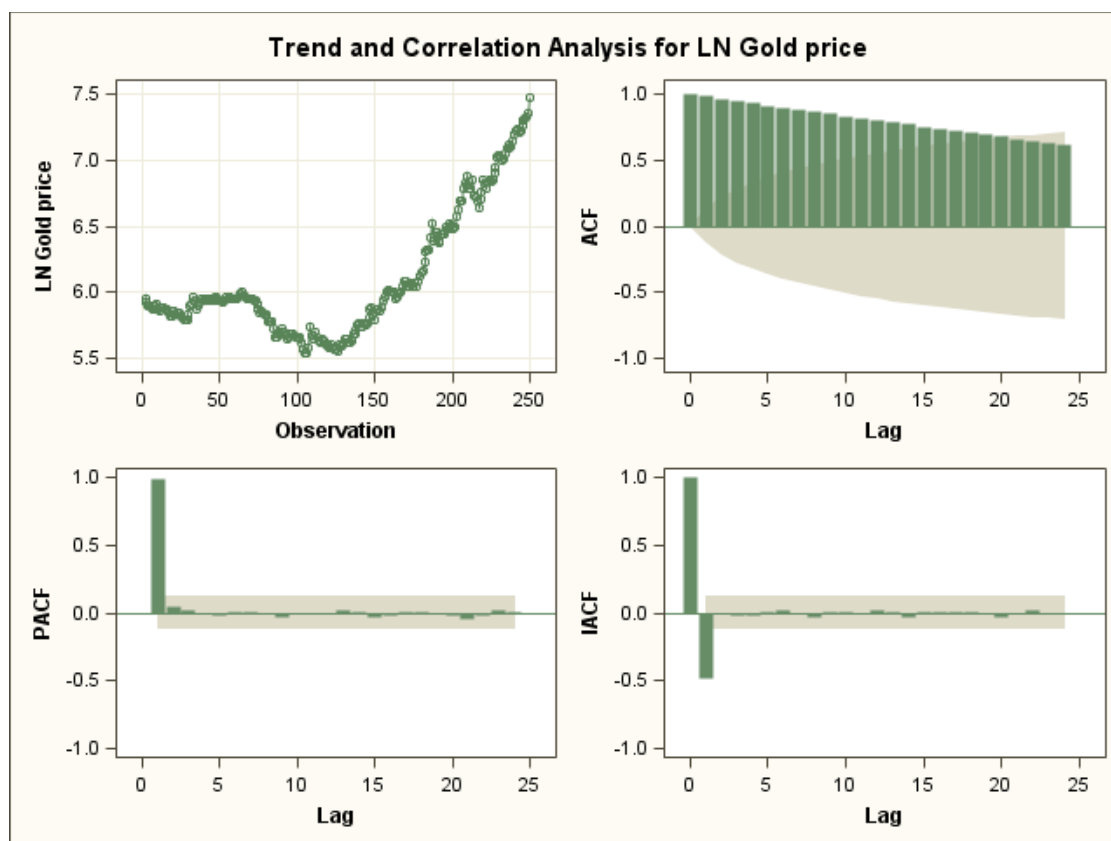 Trend and Correlation Analysis for LN Gold price
7.5
7.0
6.5
6.0
5.5
LN Gold price
0 50 100 150 200 250
Observation
1.0
0.5
0.0
-0.5
-1.0
ACF
0 5 10 15 20 25
Lag
1.0
0.5
0.0
-0.5
-1.0
PACF
0 5 10 15 20 25
Lag
1.0
0.5
0.0
-0.5
-1.0
IACF
0 5 10 15 20 25
Lag